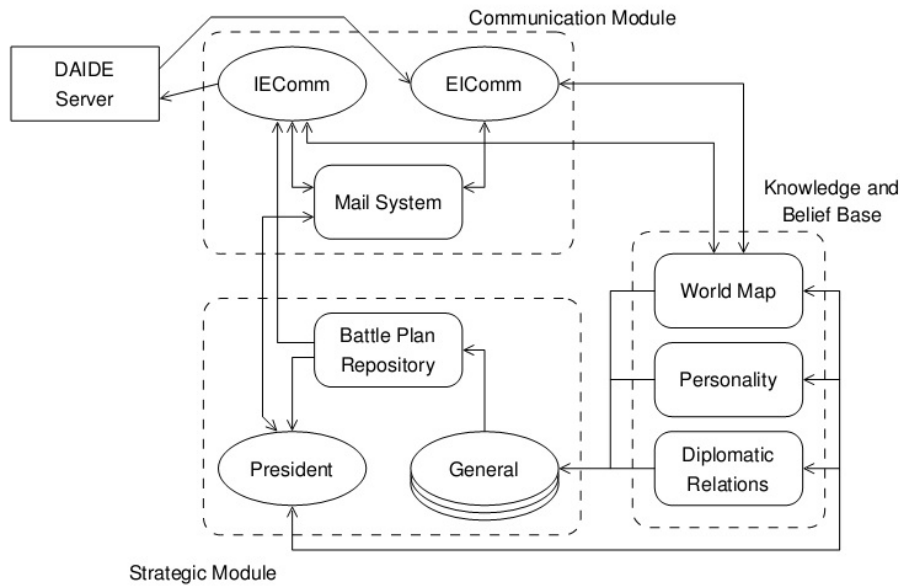 Communication Module
DAIDE
Server
IEComm
EIComm
Mail System
Knowledge and
Belief Base
World Map
Battle Plan
Repository
Personality
President
General
Diplomatic
Relations
Strategic Module